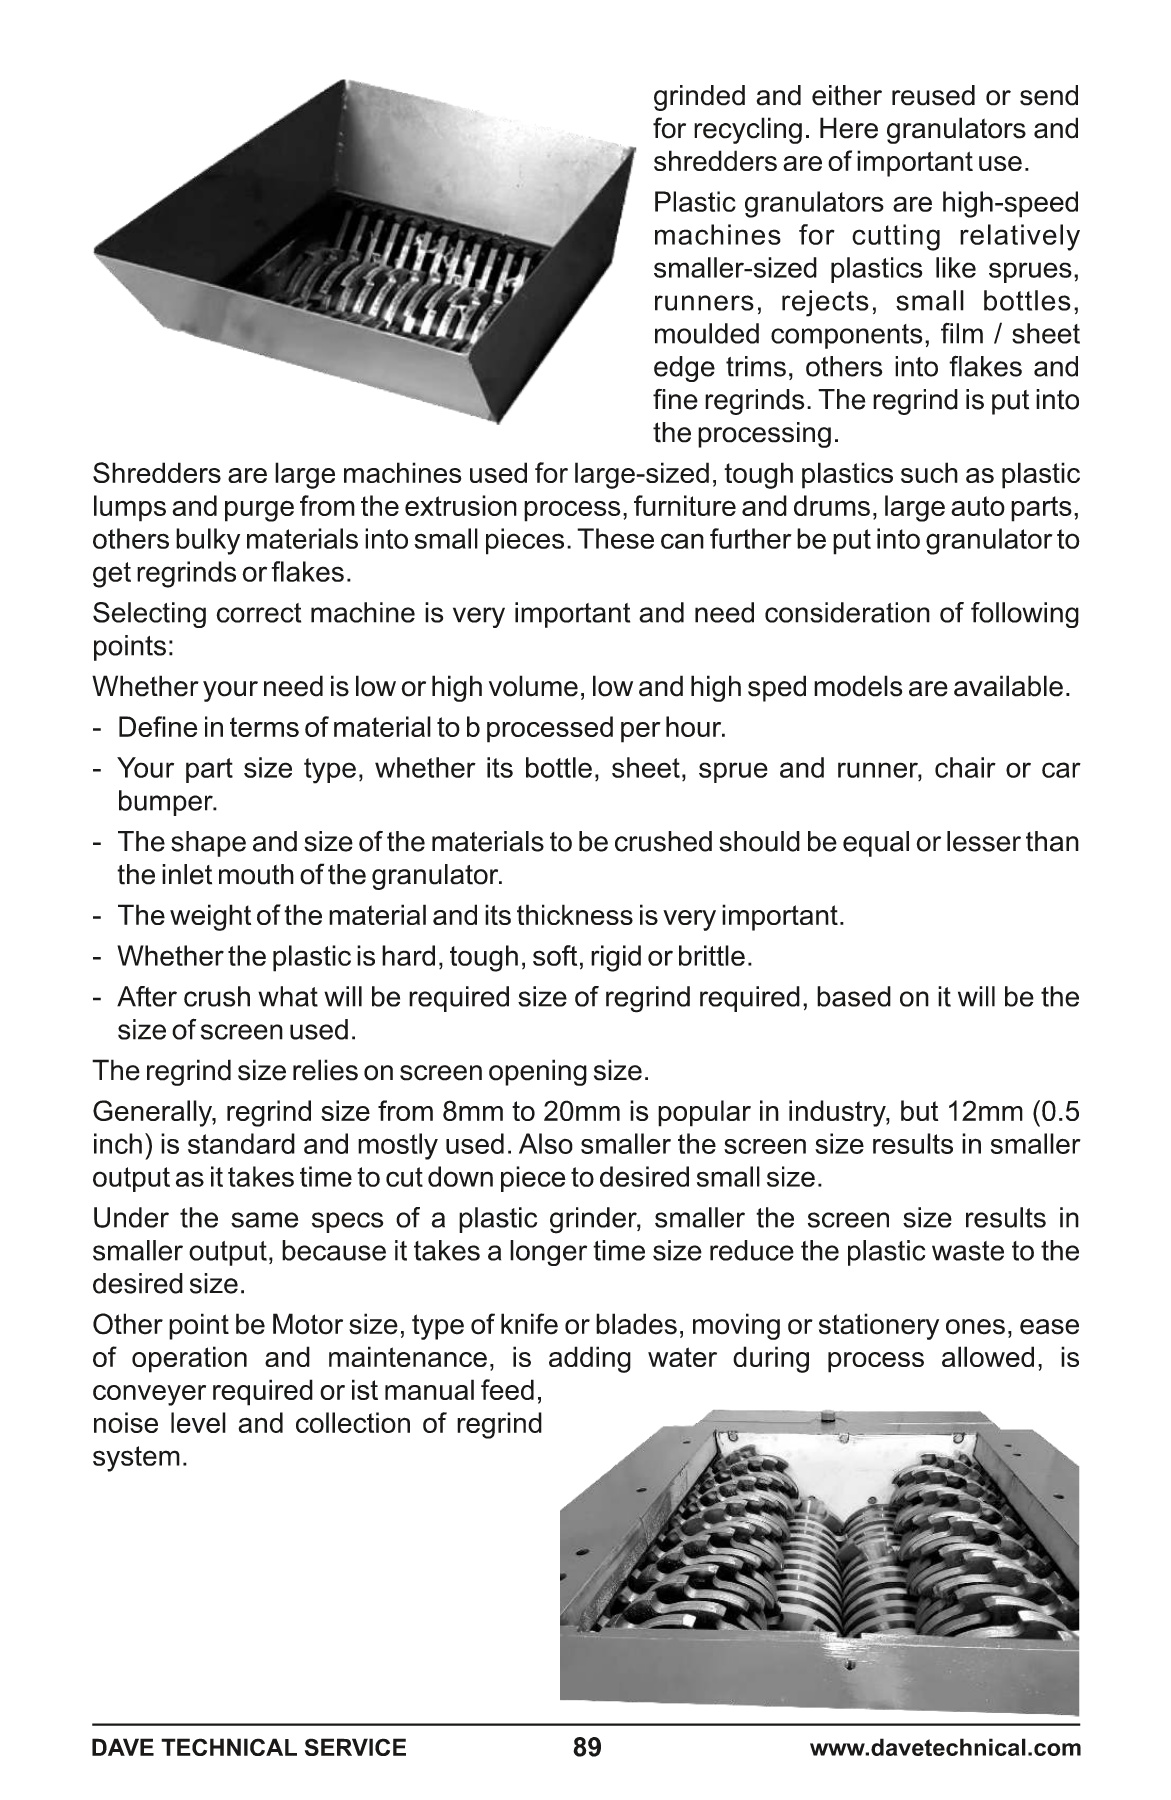 grinded and either reused or send
for recycling. Here granulators and
shredders are of important use.
Plastic granulators are high-speed
machines for cutting relatively
smaller-sized plastics like sprues,
runners, rejects, small bottles,
moulded components, film / sheet
edge trims, others into flakes and
fine regrinds. The regrind is put into
the processing.
Shredders are large machines used for large-sized, tough plastics such as plastic
lumps and purge from the extrusion process, furniture and drums, large auto parts,
others bulky materials into small pieces. These can further be put into granulator to
get regrinds or flakes.
Selecting correct machine is very important and need consideration of following
points:
Whether your need is low or high volume, low and high sped models are available.
- Define in terms of material to b processed per hour.
- Your part size type, whether its bottle, sheet, sprue and runner, chair or car
bumper.
- The shape and size of the materials to be crushed should be equal or lesser than
the inlet mouth of the granulator.
- The weight of the material and its thickness is very important.
- Whether the plastic is hard, tough, soft, rigid or brittle.
- After crush what will be required size of regrind required, based on it will be the
size of screen used.
The regrind size relies on screen opening size.
Generally, regrind size from 8mm to 20mm is popular in industry, but 12mm (0.5
inch) is standard and mostly used. Also smaller the screen size results in smaller
output as it takes time to cut down piece to desired small size.
Under the same specs of a plastic grinder, smaller the screen size results in
smaller output, because it takes a longer time size reduce the plastic waste to the
desired size.
Other point be Motor size, type of knife or blades, moving or stationery ones, ease
of operation and maintenance, is adding water during process allowed, is
conveyer required or ist manual feed,
noise level and collection of regrind
system.
DAVE TECHNICAL SERVICE 89 www.davetechnical.com